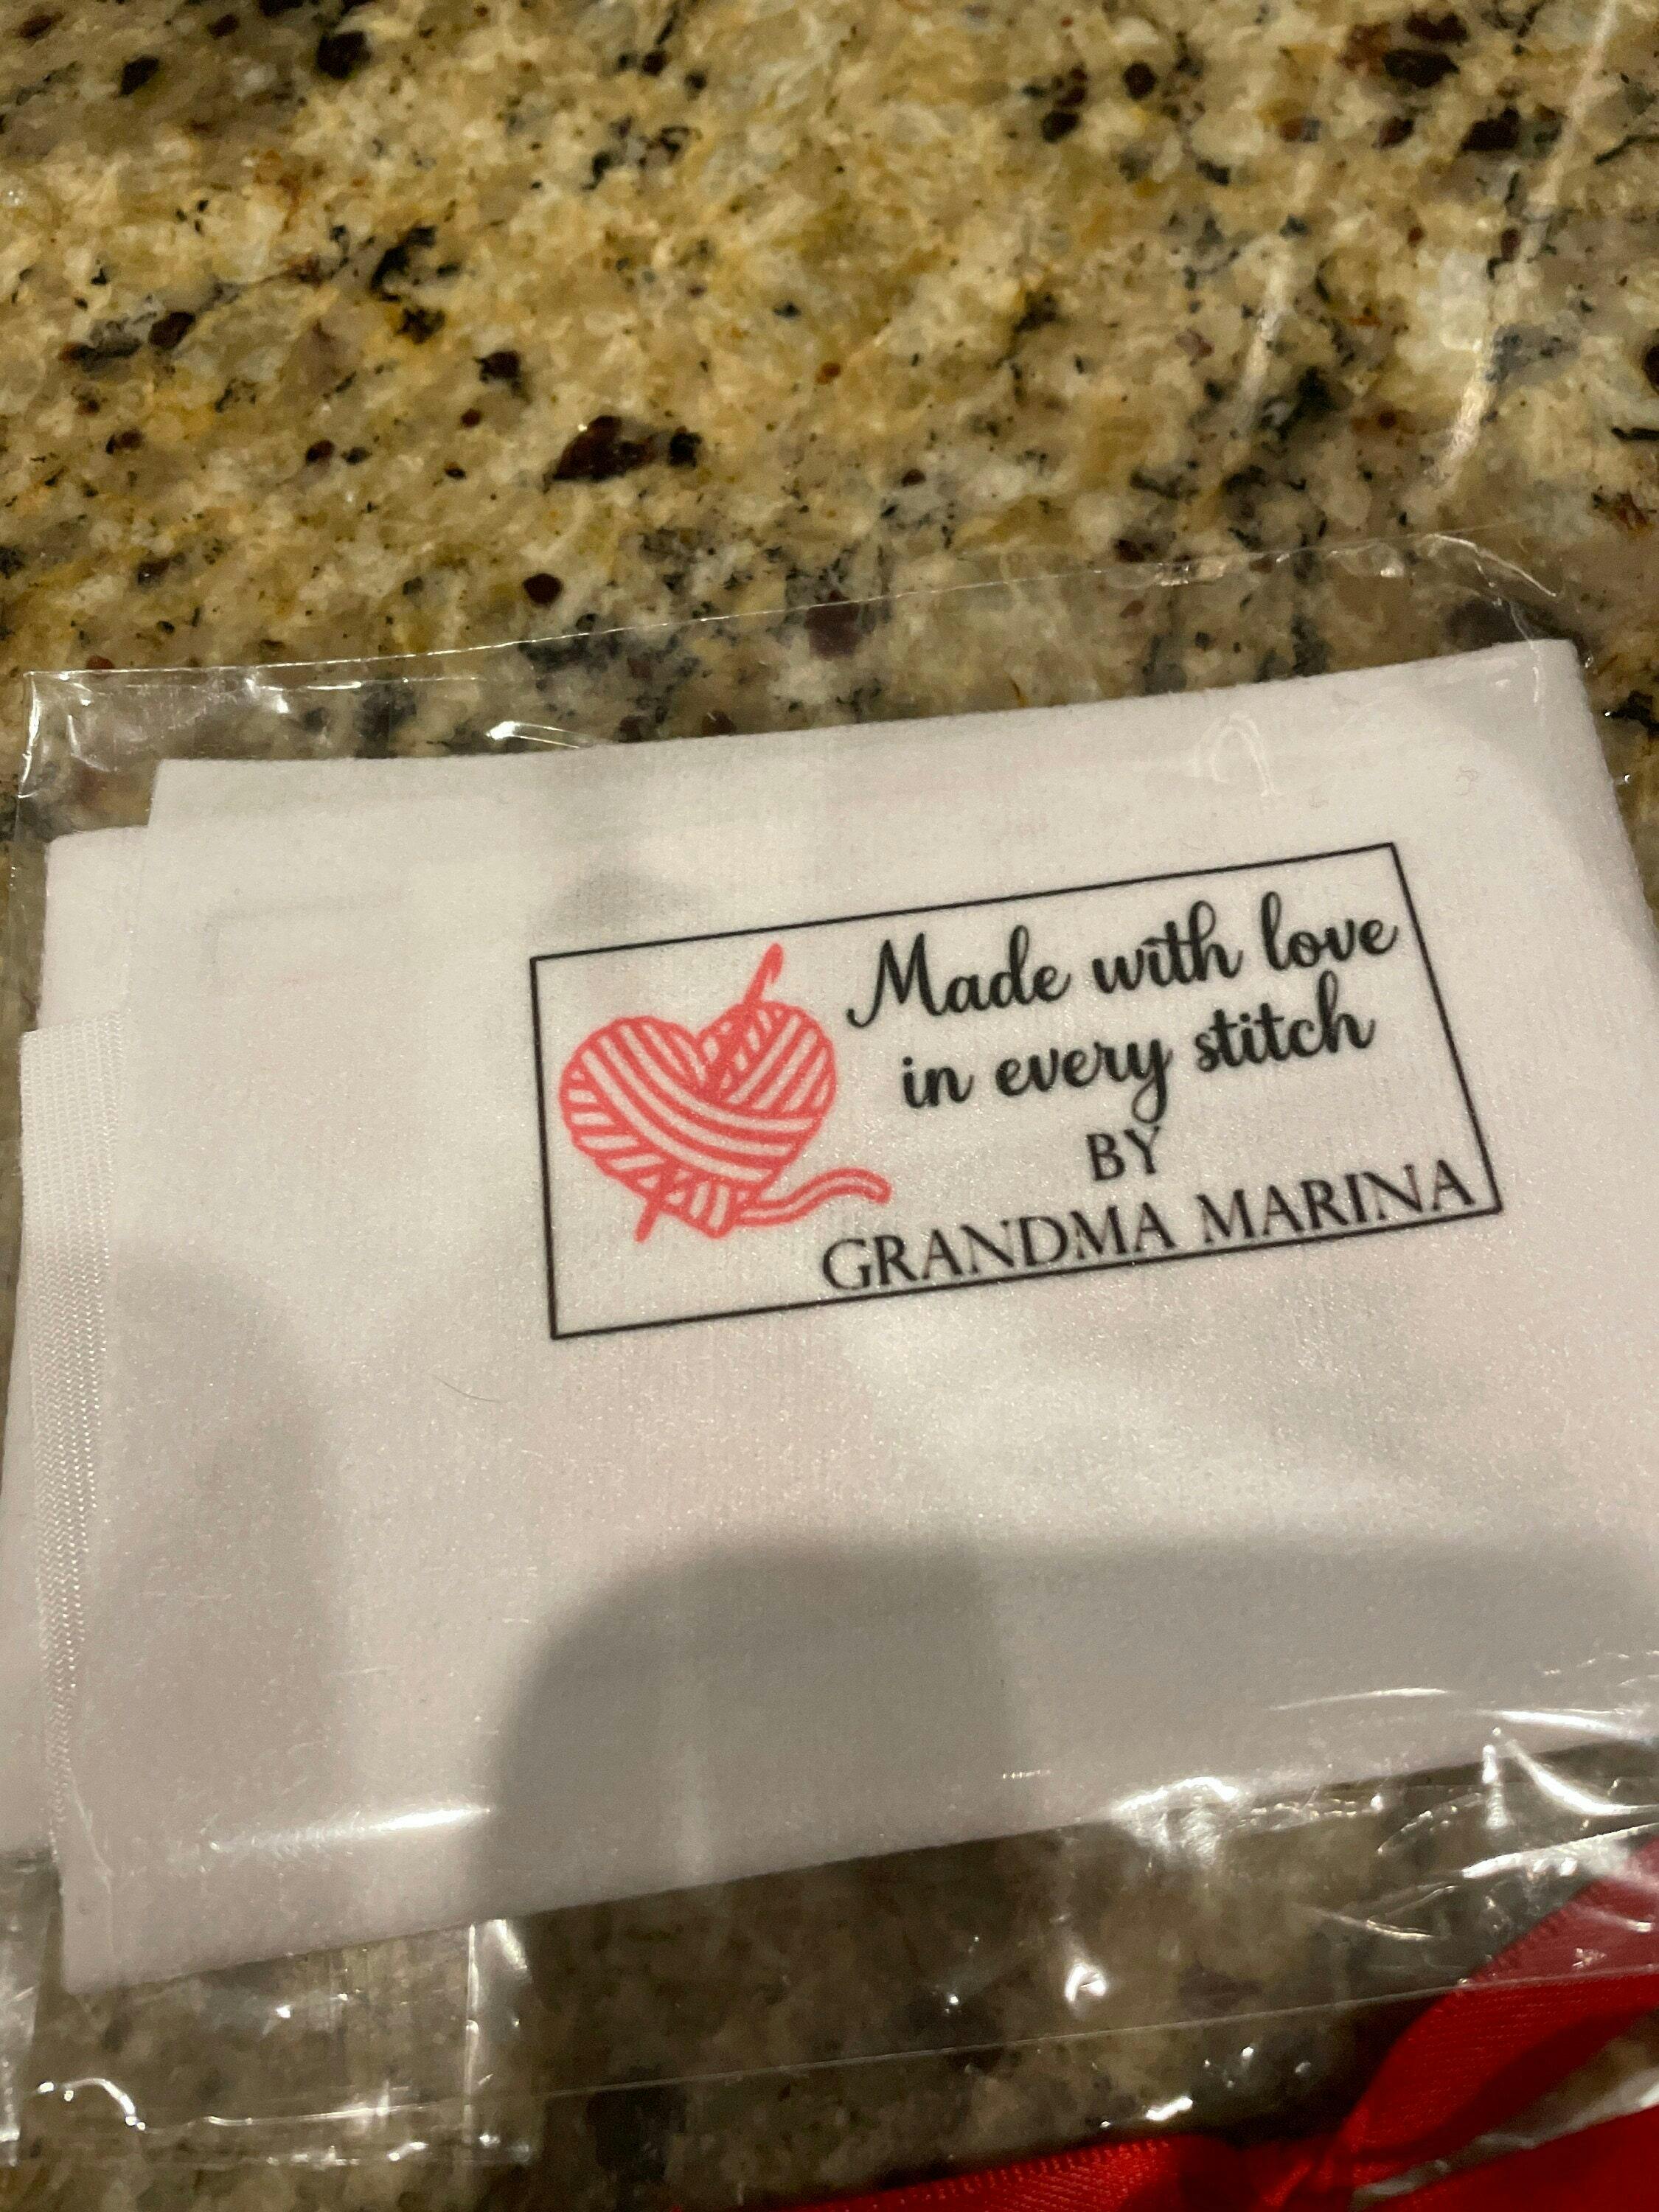 Made with love
in every stitch
BY
GRANDMA MARINA